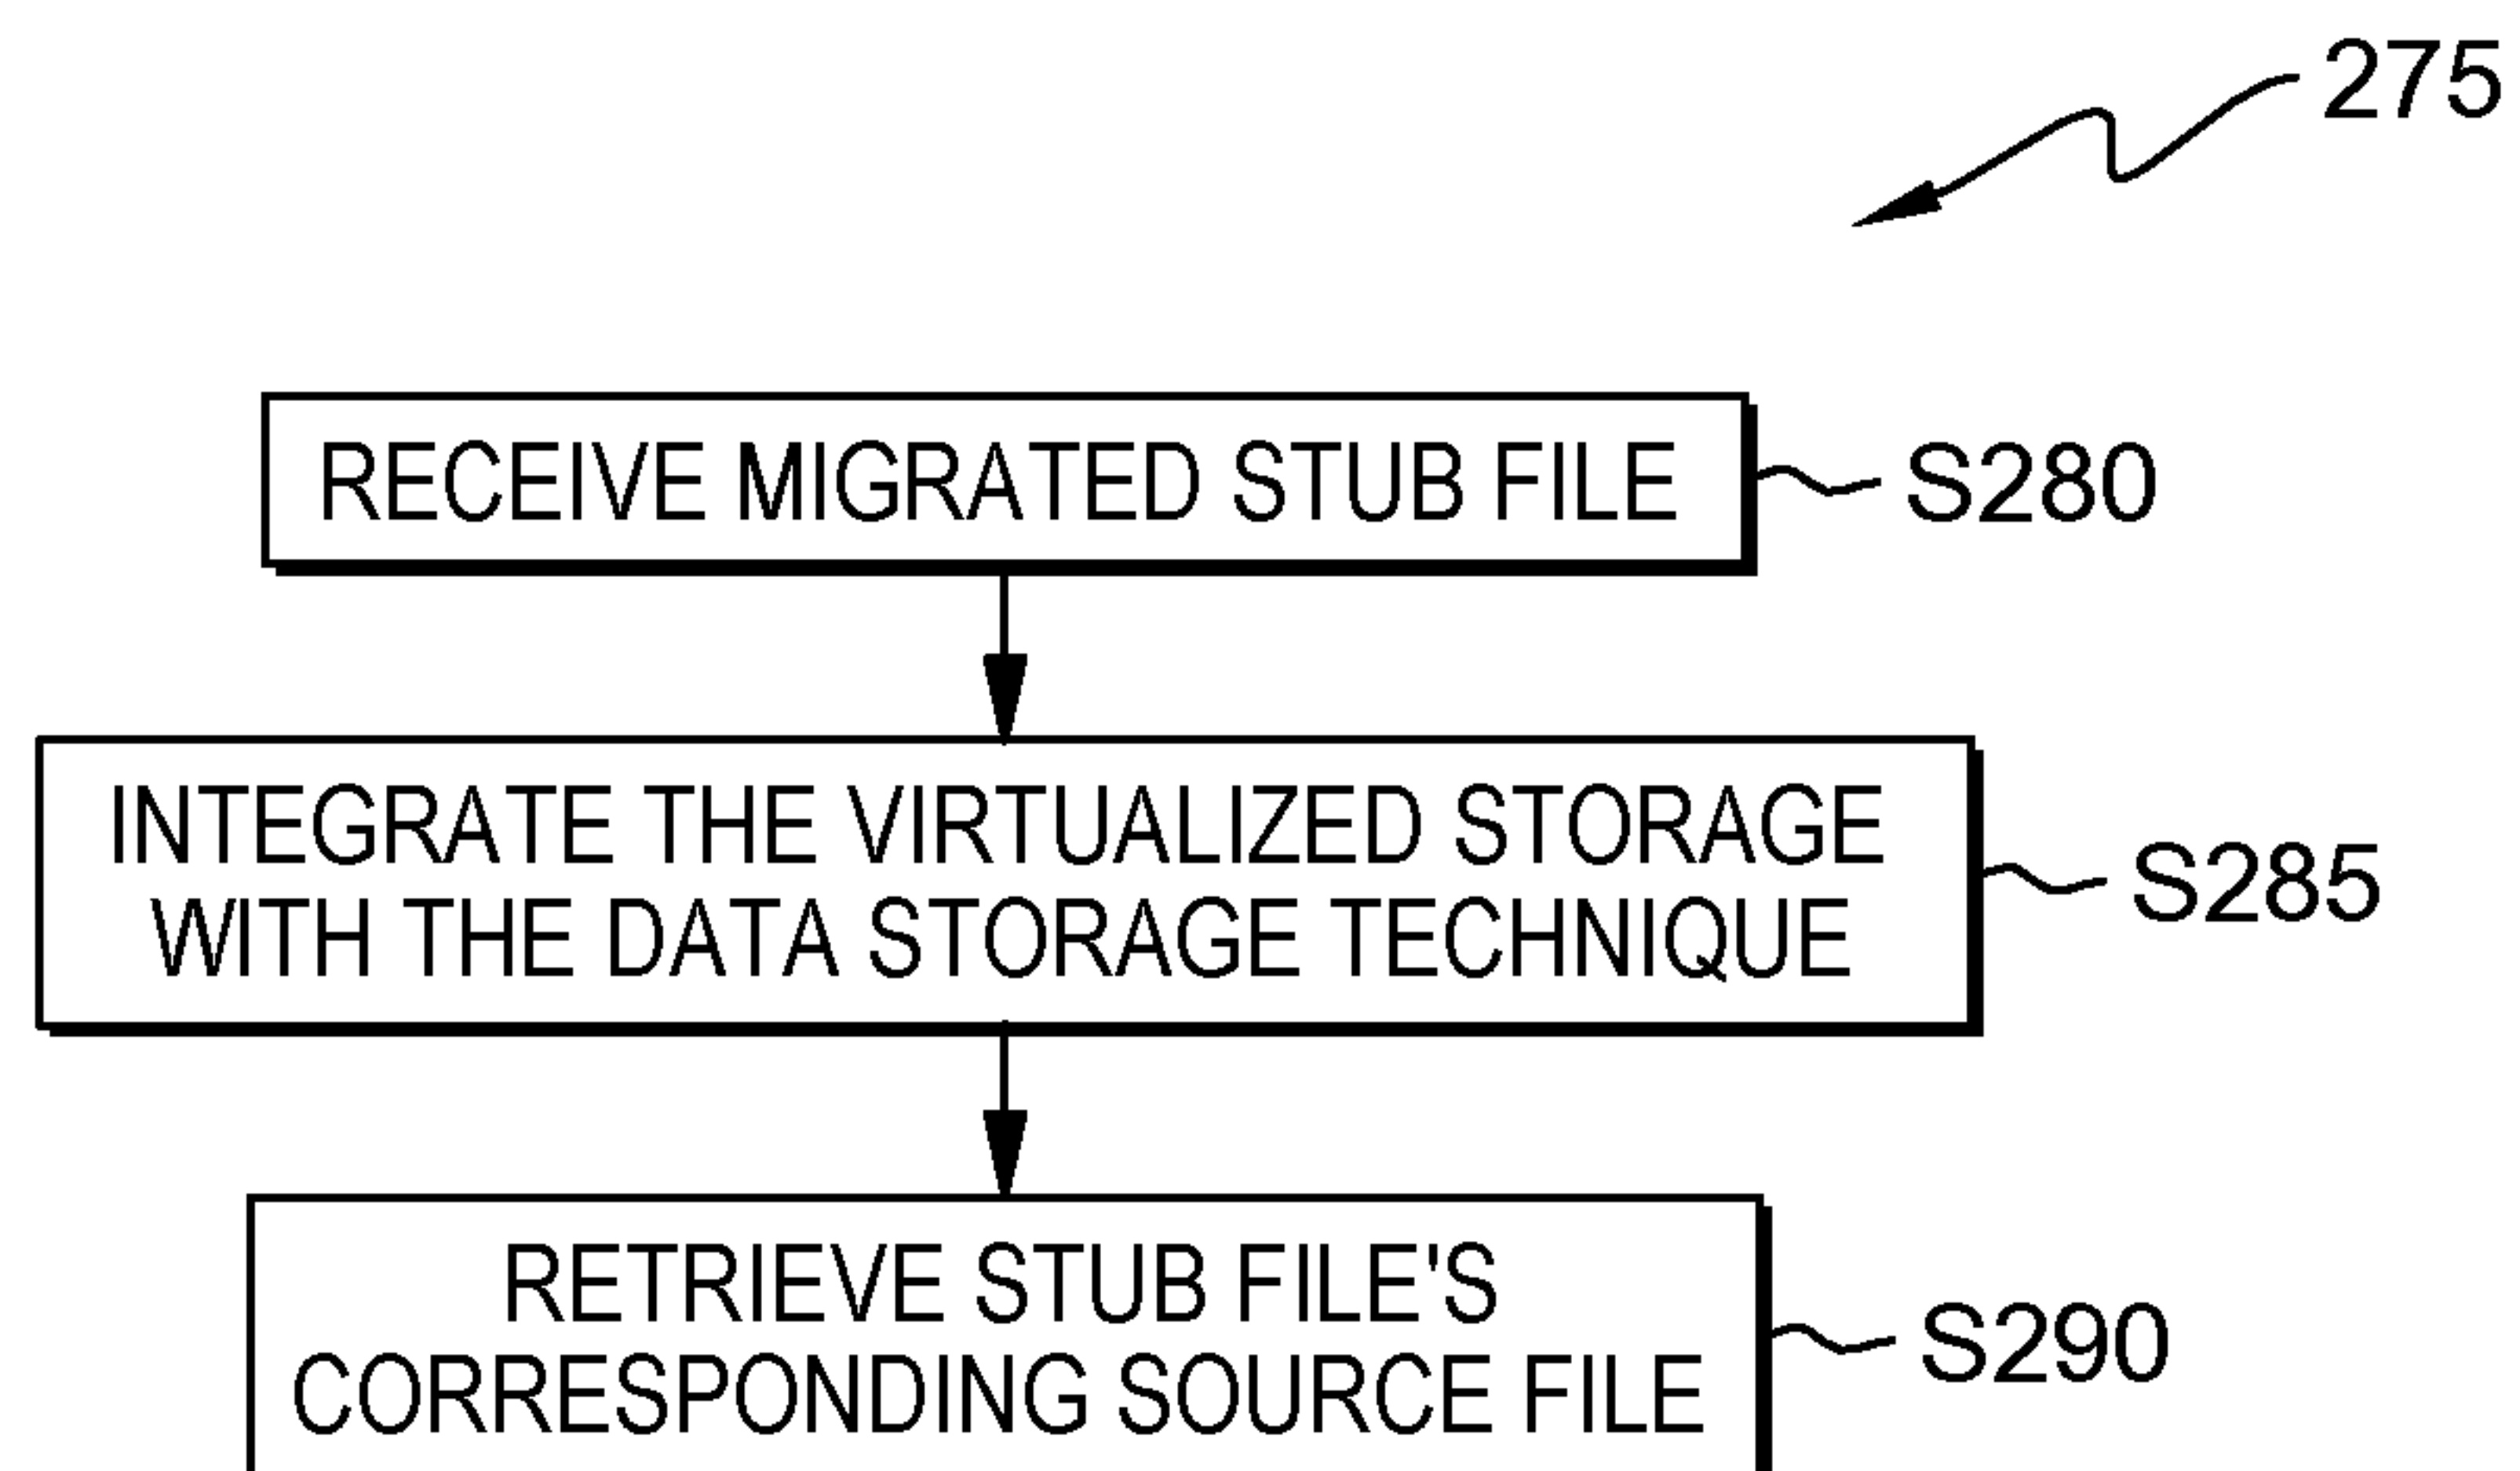 275
RECEIVE MIGRATED STUB FILE
S280
INTEGRATE THE VIRTUALIZED STORAGE
WITH THE DATA STORAGE TECHNIQUE
S285
RETRIEVE STUB FILE'S
CORRESPONDING SOURCE FILE
S290